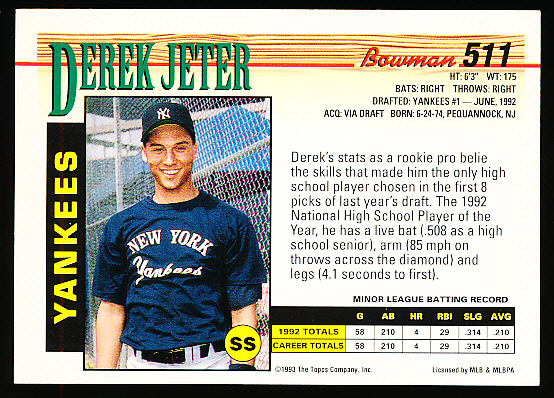 DEREK JETER
Bowman 511
HT: 6'3" WT: 175
BATS: RIGHT THROWS: RIGHT
DRAFTED: YANKEES #1 — JUNE, 1992
ACQ: VIA DRAFT BORN: 6-24-74, PEQUANNOCK, NJ
YANKEES
NY
NEW YORK
Yankees
SS
Derek's stats as a rookie pro belie
the skills that made him the only high
school player chosen in the first 8
picks of last year's draft. The 1992
National High School Player of the
Year, he has a live bat (.508 as a high
school senior), arm (85 mph on
throws across the diamond) and
legs (4.1 seconds to first).
MINOR LEAGUE BATTING RECORD
G AB HR RBI SLG AVG
1992 TOTALS 58 210 4 29 .314 .210
CAREER TOTALS 58 210 4 29 .314 .210
©1993 The Topps Company, Inc. Licensed by MLB & MLBPA